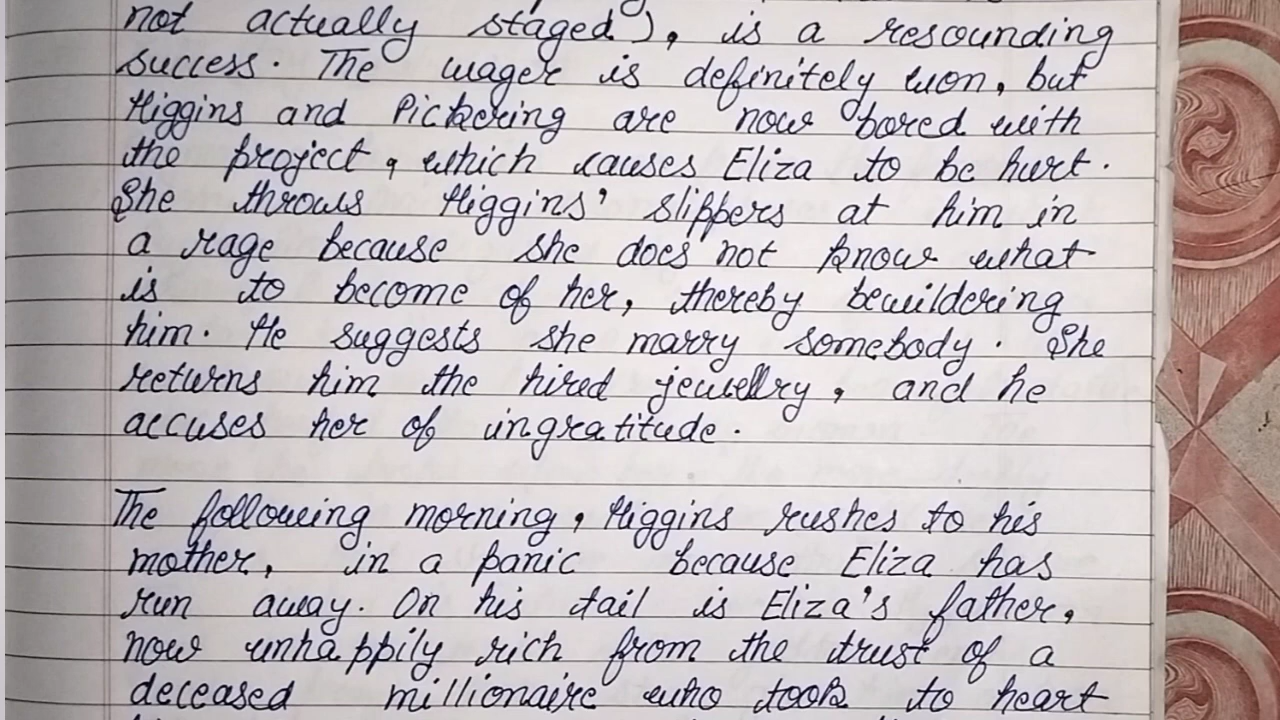 not actually staged), is a resounding
success. The wager is definitely won, but
Higgins and Pickering are now bored with
the project, which causes Eliza to be hurt.
She throws Higgins' slippers at him in
a rage because she does not know what
is to become of her, thereby bewildering
him. He suggests she marry somebody. She
returns him the hired jewellry, and he
accuses her of ingratitude.
The following morning, Higgins rushes to his
mother, in a panic because Eliza has
run away. On his tail is Eliza's father,
now unhappily rich from the trust of a
deceased millionaire who took to heart